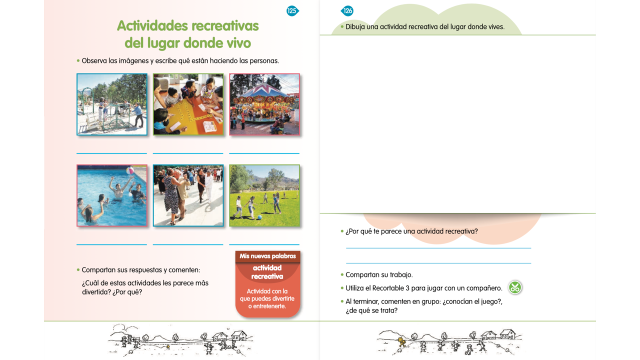 125
Actividades recreativas
del lugar donde vivo
• Observa las imágenes y escribe qué están haciendo las personas.
• Compartan sus respuestas y comenten:
¿Cuál de estas actividades les parece más
divertida? ¿Por qué?
Mis nuevas palabras
actividad
recreativa
Actividad con la
que puedes divertirte
o entretenerte.
126
• Dibuja una actividad recreativa del lugar donde vives.
• ¿Por qué te parece una actividad recreativa?
• Compartan su trabajo.
• Utiliza el Recortable 3 para jugar con un compañero.
• Al terminar, comenten en grupo: ¿conocían el juego?,
¿de qué se trata?